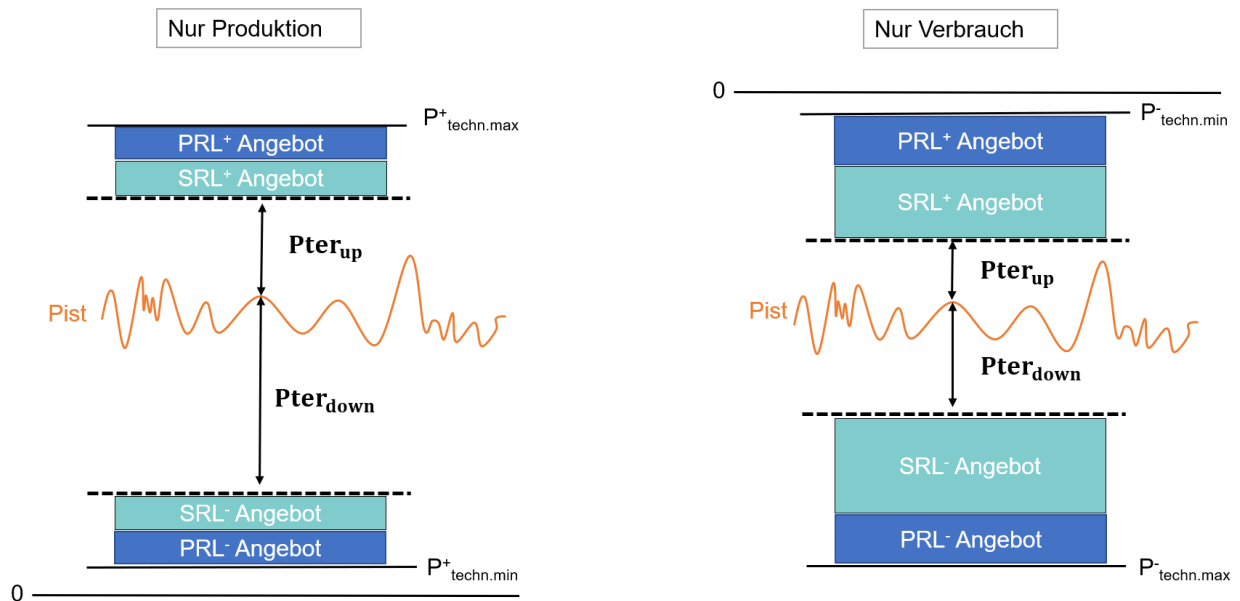 Nur Produktion
P⁺techn.max
PRL⁺ Angebot
SRL⁺ Angebot
Pterup
Pist
Pterdown
SRL⁻ Angebot
PRL⁻ Angebot
P⁺techn.min
0
Nur Verbrauch
0
P⁻techn.min
PRL⁺ Angebot
SRL⁺ Angebot
Pterup
Pist
Pterdown
SRL⁻ Angebot
PRL⁻ Angebot
P⁻techn.max